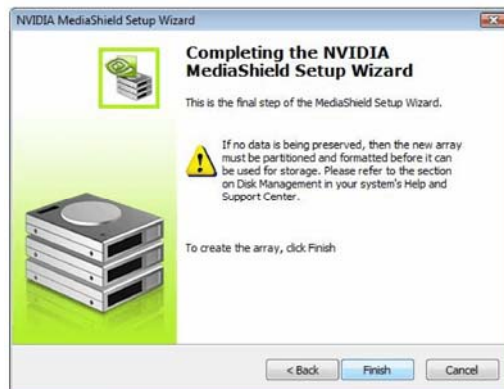 NVIDIA MediaShield Setup Wizard
Completing the NVIDIA
MediaShield Setup Wizard
This is the final step of the MediaShield Setup Wizard.
If no data is being preserved, then the new array
must be partitioned and formatted before it can
be used for storage. Please refer to the section
on Disk Management in your system's Help and
Support Center.
To create the array, click Finish
< Back
Finish
Cancel